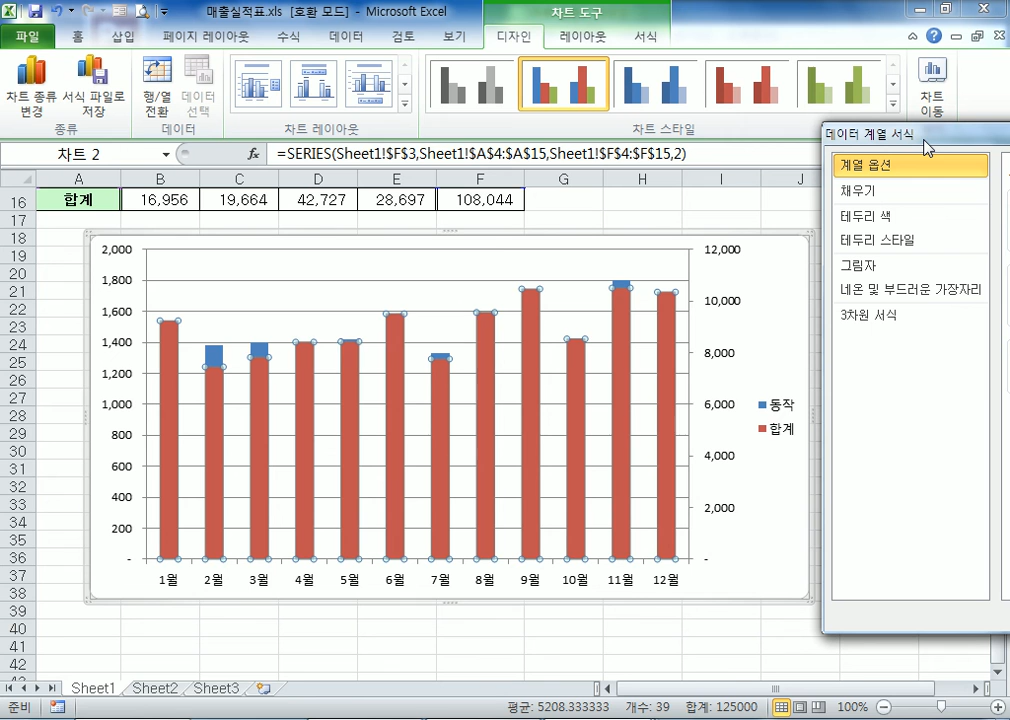 매출실적표.xls [호환 모드] - Microsoft Excel
차트 도구
파일 홈 삽입 페이지 레이아웃 수식 데이터 검토 보기 디자인 레이아웃 서식
차트 종류 변경
서식 파일로 저장
행/열 전환
데이터 선택
차트 이동
종류 데이터 차트 레이아웃 차트 스타일
차트 2 fx =SERIES(Sheet1!$F$3,Sheet1!$A$4:$A$15,Sheet1!$F$4:$F$15,2)
데이터 계열 서식
계열 옵션
채우기
테두리 색
테두리 스타일
그림자
네온 및 부드러운 가장자리
3차원 서식
A B C D E F G H I J
16 합계 16,956 19,664 42,727 28,697 108,044
17
18
19
20
21
22
23
24
25
26
27
28
29
30
31
32
33
34
35
36
37
38
39
40
41
42
2,000
1,800
1,600
1,400
1,200
1,000
800
600
400
200
-
12,000
10,000
8,000
6,000
4,000
2,000
-
동작
합계
1월 2월 3월 4월 5월 6월 7월 8월 9월 10월 11월 12월
Sheet1 Sheet2 Sheet3
준비 평균: 5208.333333 개수: 39 합계: 125000 100%